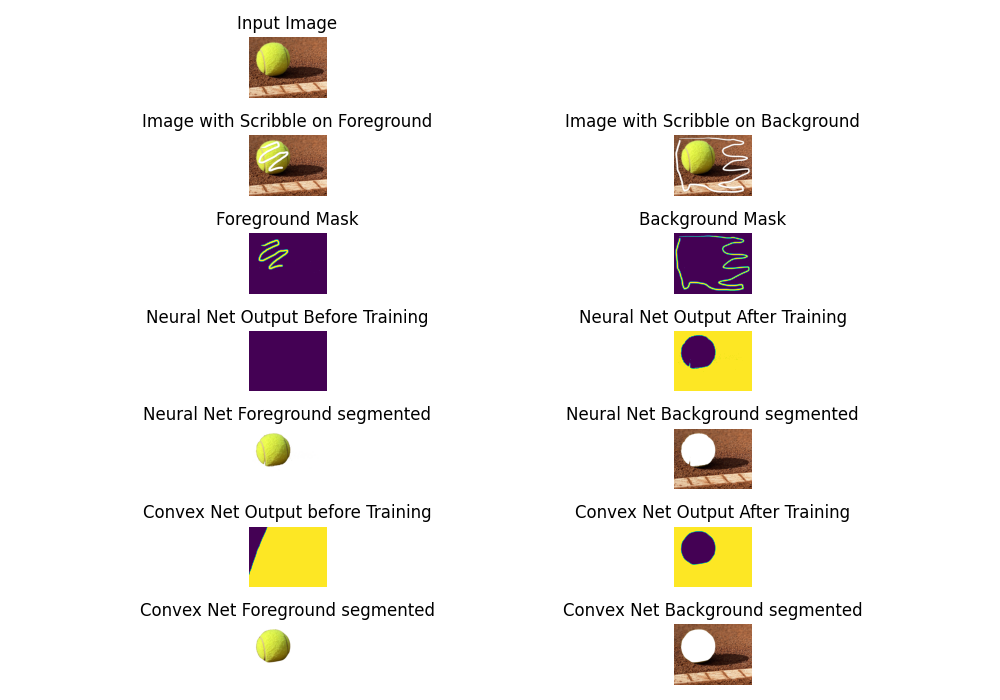 Input Image
Image with Scribble on Foreground
Image with Scribble on Background
Foreground Mask
Background Mask
Neural Net Output Before Training
Neural Net Output After Training
Neural Net Foreground segmented
Neural Net Background segmented
Convex Net Output before Training
Convex Net Output After Training
Convex Net Foreground segmented
Convex Net Background segmented